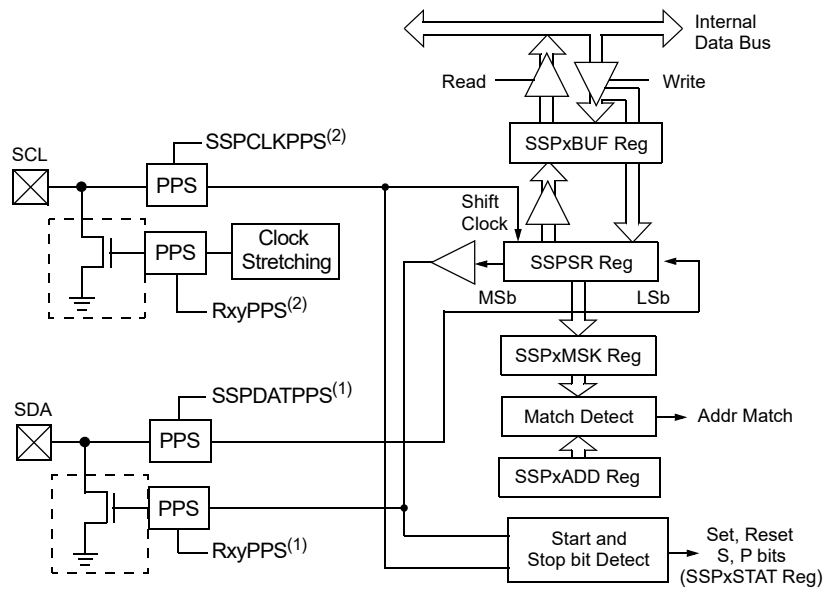 Internal
Data Bus
Read
Write
SSPxBUF Reg
SSPCLKPPS(2)
SCL
PPS
Shift
Clock
PPS
Clock
Stretching
SSPSR Reg
MSb
LSb
RxyPPS(2)
SSPxMSK Reg
SSPDATPPS(1)
SDA
PPS
Match Detect
Addr Match
SSPxADD Reg
PPS
Start and
Stop bit Detect
Set, Reset
S, P bits
(SSPxSTAT Reg)
RxyPPS(1)